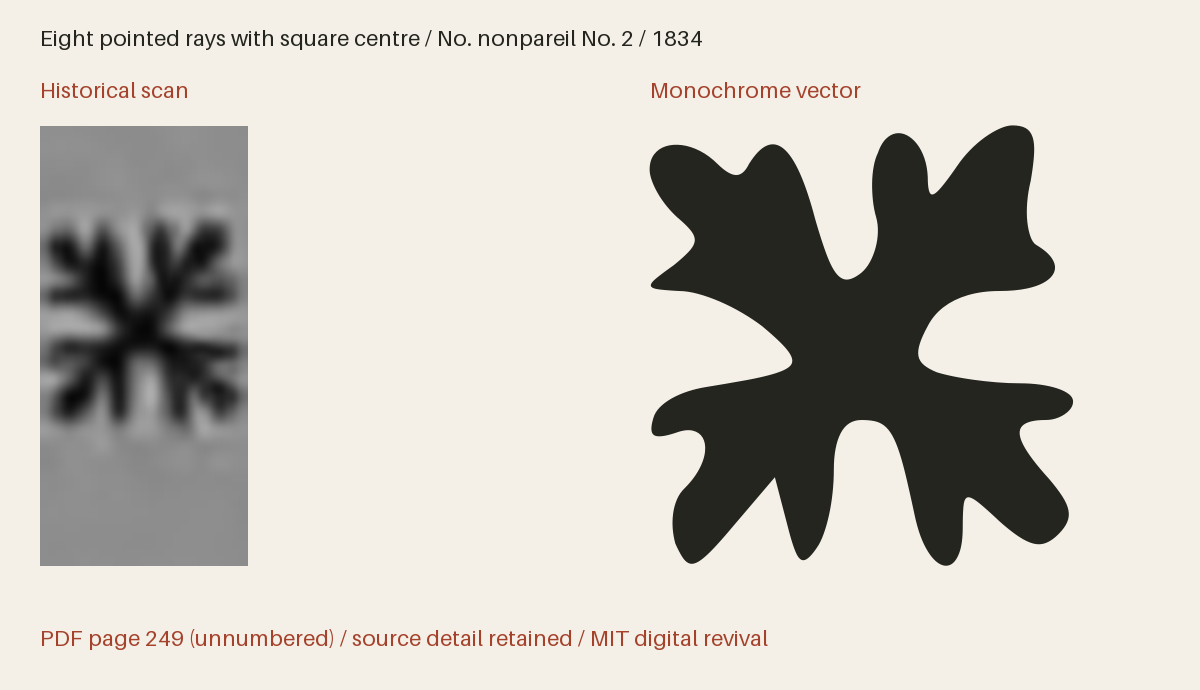 Eight pointed rays with square centre / No. nonpareil No. 2 / 1834
Historical scan
Monochrome vector
PDF page 249 (unnumbered) / source detail retained / MIT digital revival